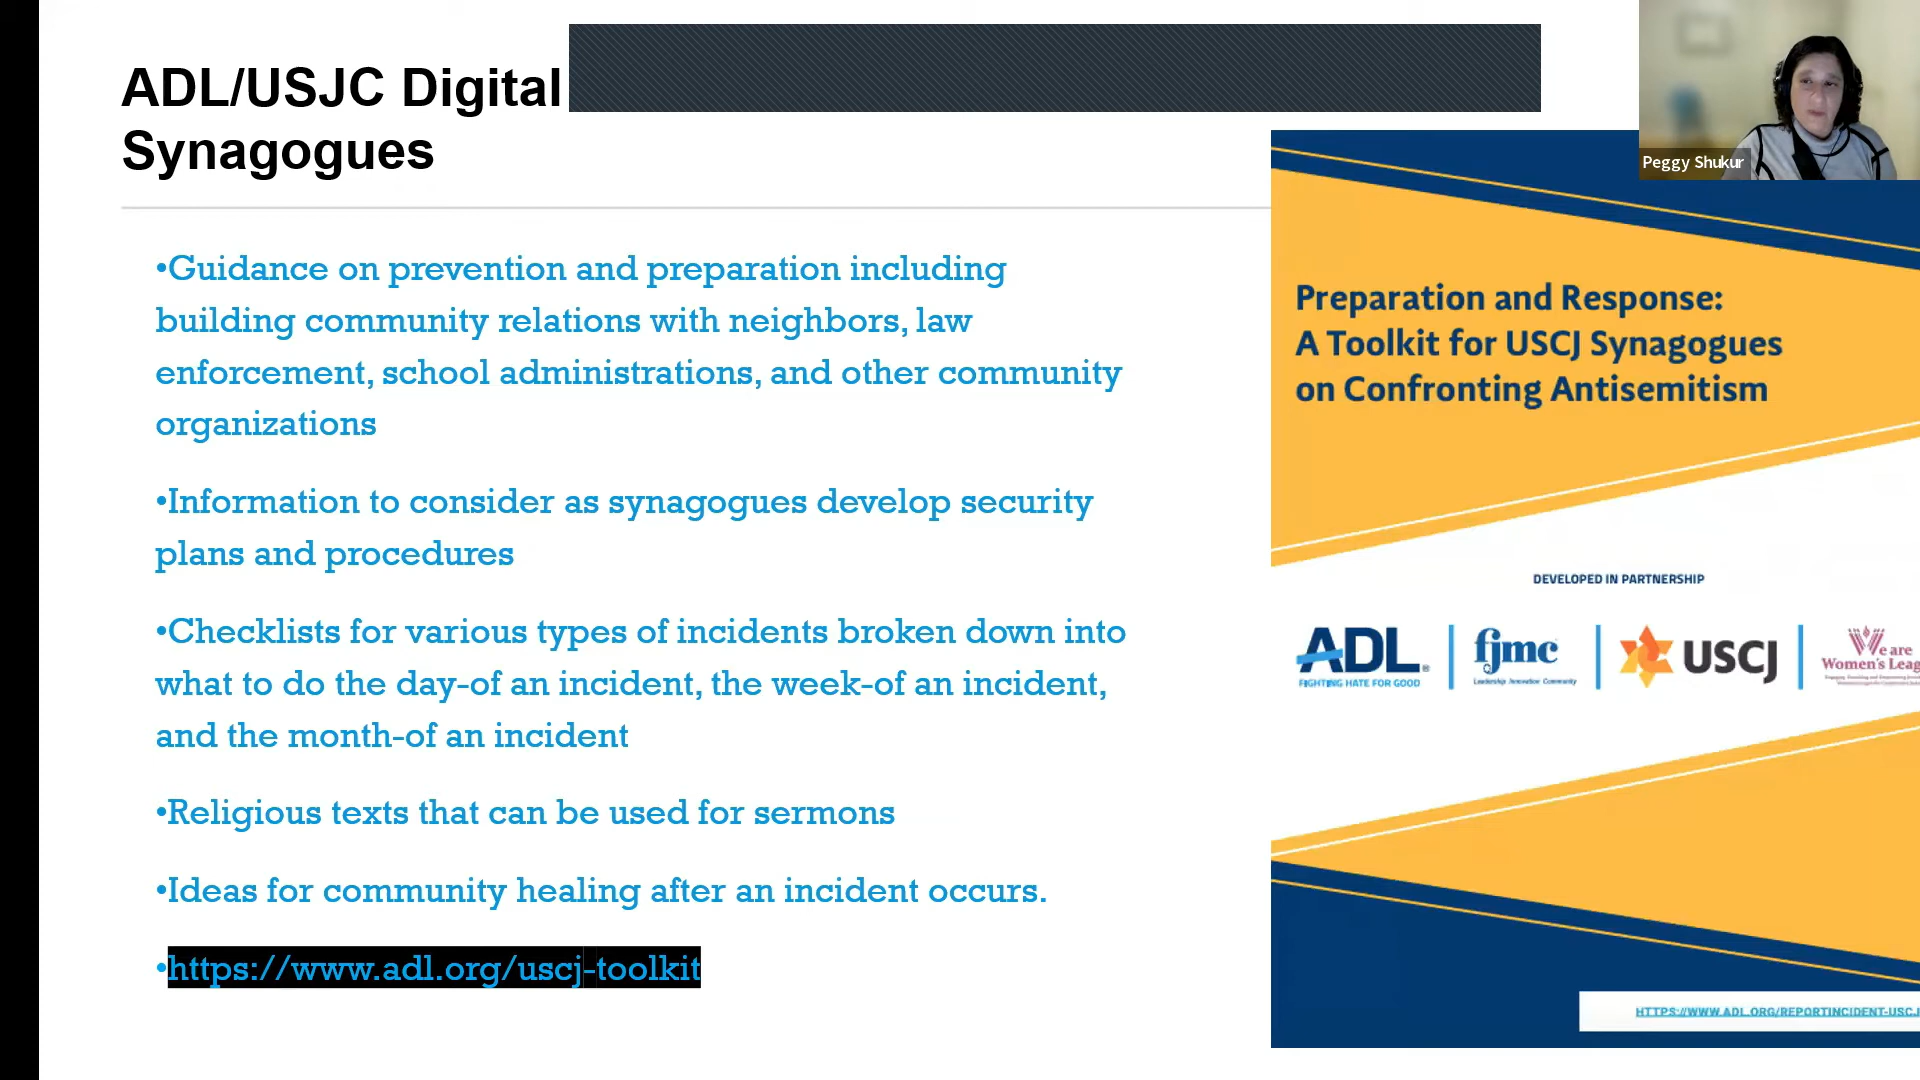 ADL/USJC Digital
Synagogues
Peggy Shukur
•Guidance on prevention and preparation including
building community relations with neighbors, law
enforcement, school administrations, and other community
organizations
•Information to consider as synagogues develop security
plans and procedures
•Checklists for various types of incidents broken down into
what to do the day-of an incident, the week-of an incident,
and the month-of an incident
•Religious texts that can be used for sermons
•Ideas for community healing after an incident occurs.
•https://www.adl.org/uscj-toolkit
Preparation and Response:
A Toolkit for USCJ Synagogues
on Confronting Antisemitism
DEVELOPED IN PARTNERSHIP
ADL
FIGHTING HATE FOR GOOD
fjmc
Leadership Innovation Community
USCJ
We are
Women's Leag
HTTPS://WWW.ADL.ORG/REPORTINCIDENT-USCJ